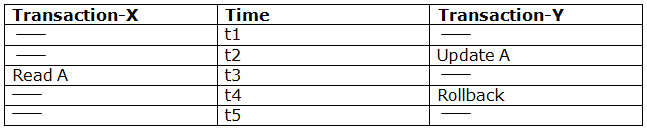 Transaction-X Time Transaction-Y
—— t1 ——
—— t2 Update A
Read A t3 ——
—— t4 Rollback
—— t5 ——